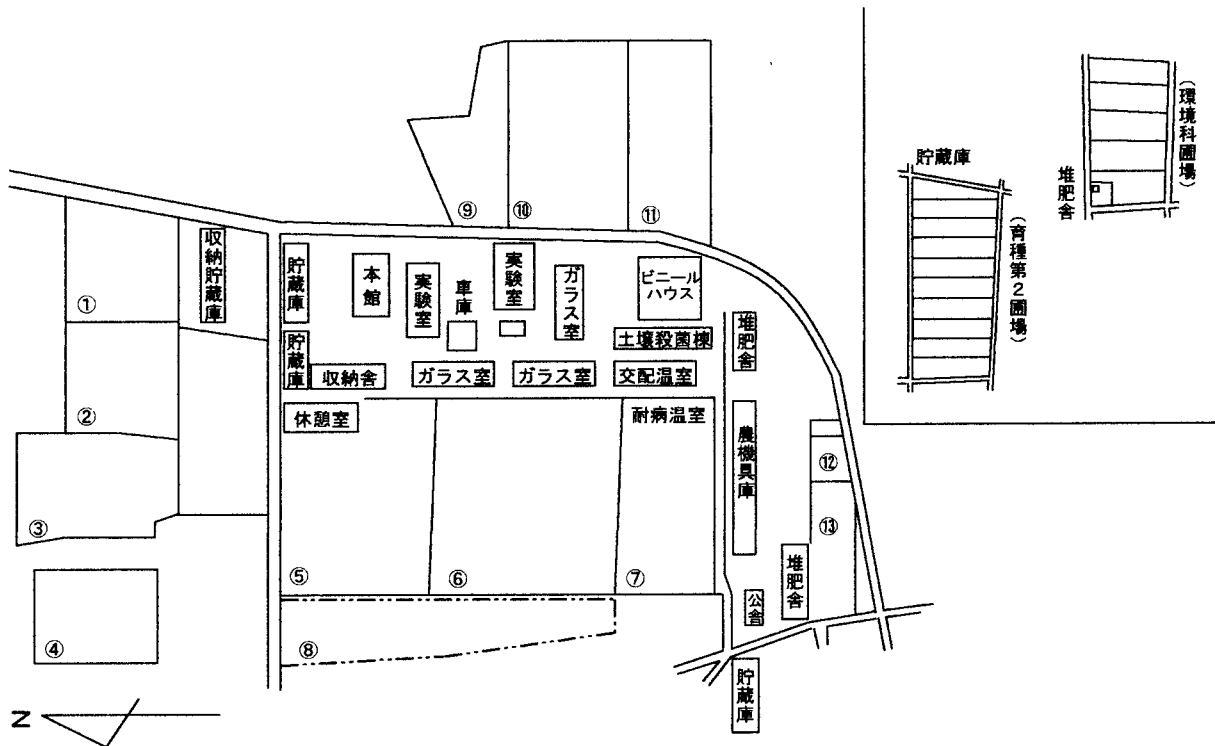 ⑨
⑩
⑪
収納貯蔵庫
①
②
③
④
貯蔵庫
本館
実験室
車庫
実験室
ガラス室
ビニール
ハウス
土壌殺菌棟
堆肥舎
貯蔵庫
収納舎
ガラス室
ガラス室
交配温室
休憩室
耐病温室
農機具庫
⑫
⑬
堆肥舎
公舎
⑤
⑥
⑦
⑧
貯蔵庫
N
貯蔵庫
(育種第2圃場)
堆肥舎
(環境科圃場)